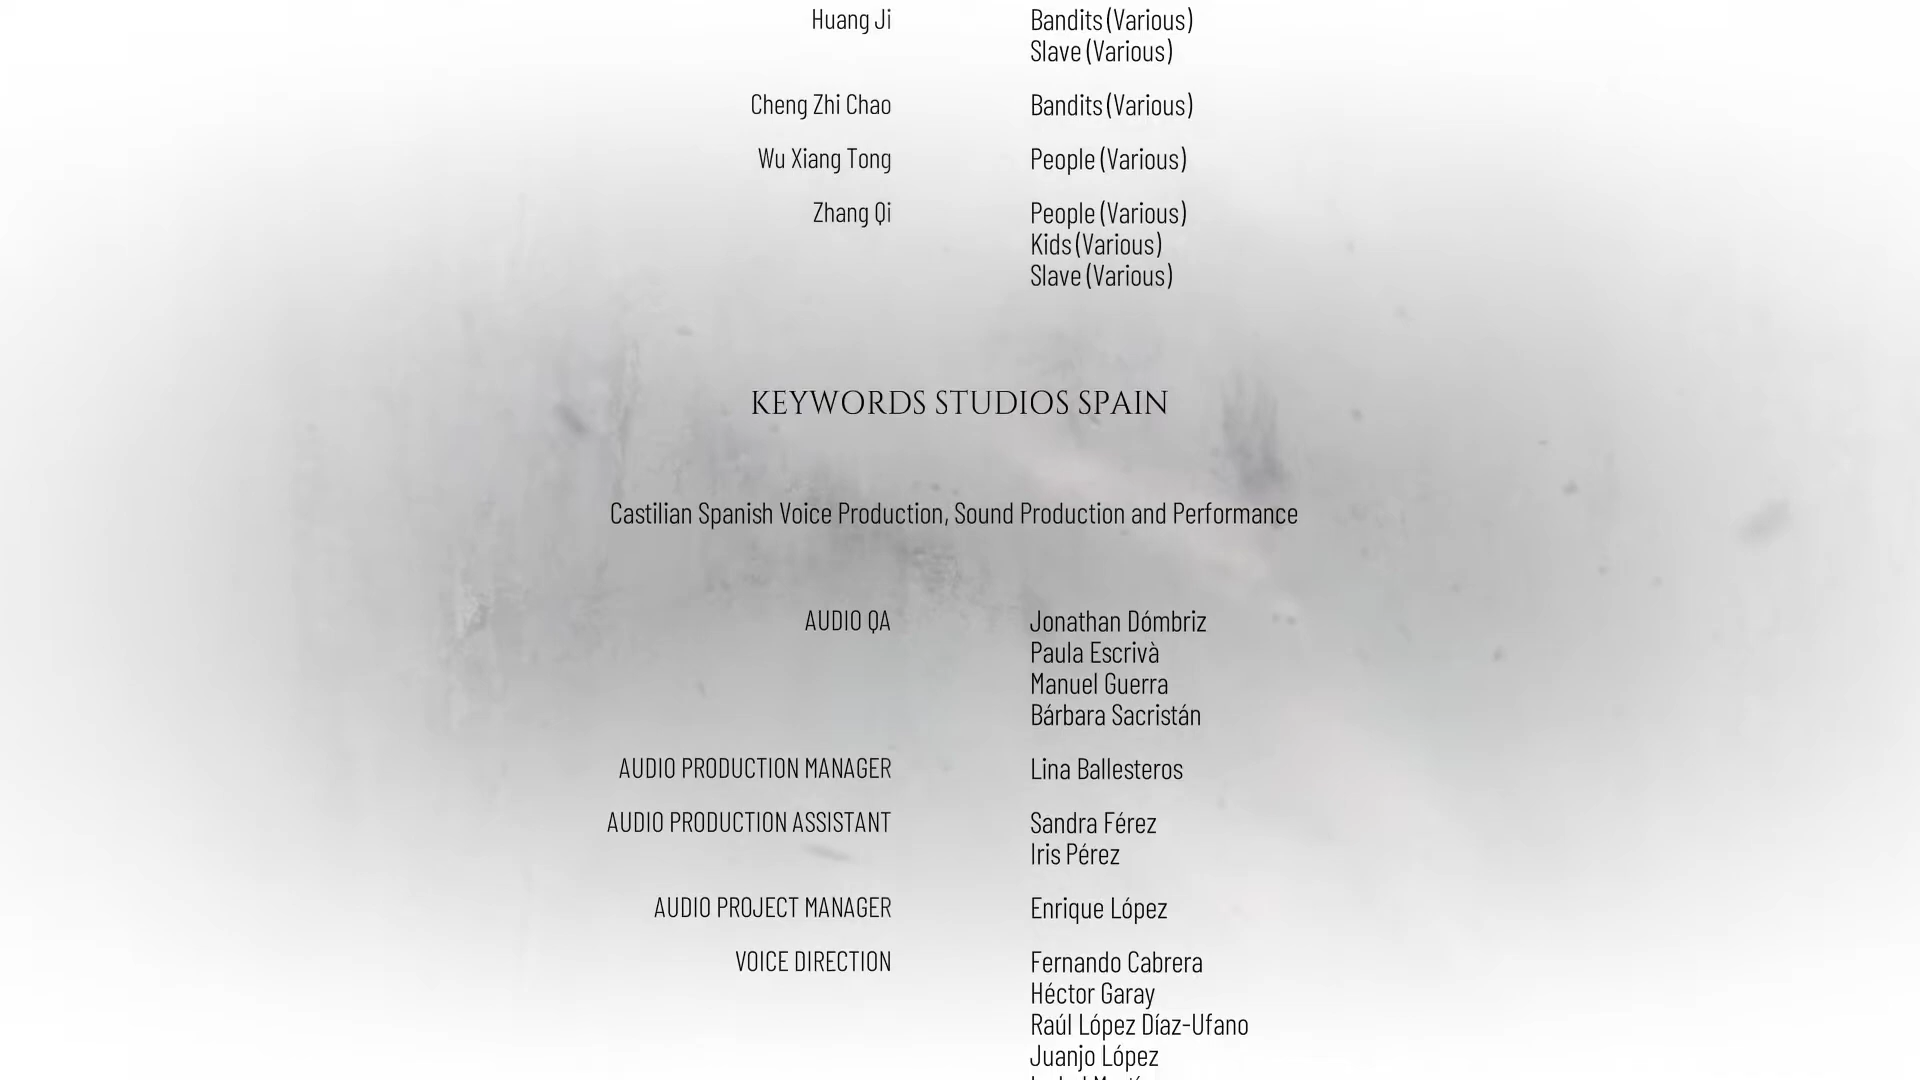 Huang Ji Bandits (Various)
Slave (Various)
Cheng Zhi Chao Bandits (Various)
Wu Xiang Tong People (Various)
Zhang Qi People (Various)
Kids (Various)
Slave (Various)
KEYWORDS STUDIOS SPAIN
Castilian Spanish Voice Production, Sound Production and Performance
AUDIO QA Jonathan Dómbriz
Paula Escrivà
Manuel Guerra
Bárbara Sacristán
AUDIO PRODUCTION MANAGER Lina Ballesteros
AUDIO PRODUCTION ASSISTANT Sandra Férez
Iris Pérez
AUDIO PROJECT MANAGER Enrique López
VOICE DIRECTION Fernando Cabrera
Héctor Garay
Raúl López Díaz-Ufano
Juanjo López